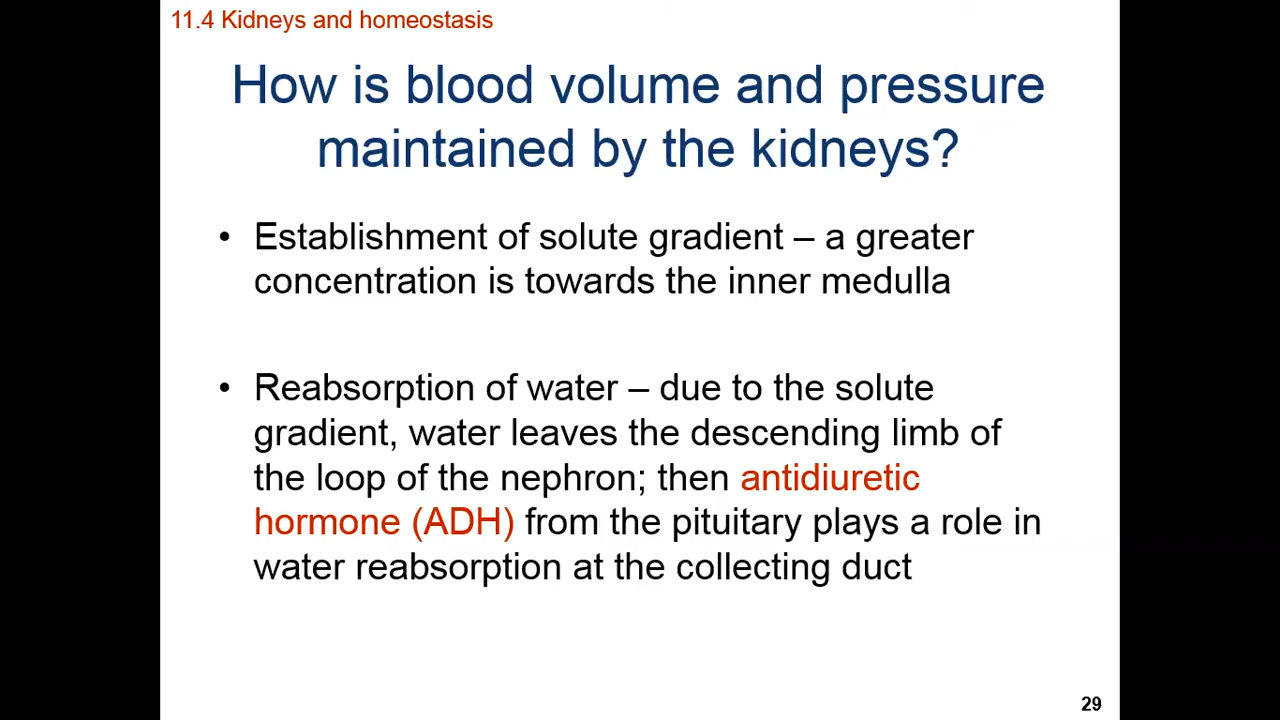 11.4 Kidneys and homeostasis
How is blood volume and pressure
maintained by the kidneys?
• Establishment of solute gradient – a greater
concentration is towards the inner medulla
• Reabsorption of water – due to the solute
gradient, water leaves the descending limb of
the loop of the nephron; then antidiuretic
hormone (ADH) from the pituitary plays a role in
water reabsorption at the collecting duct
29